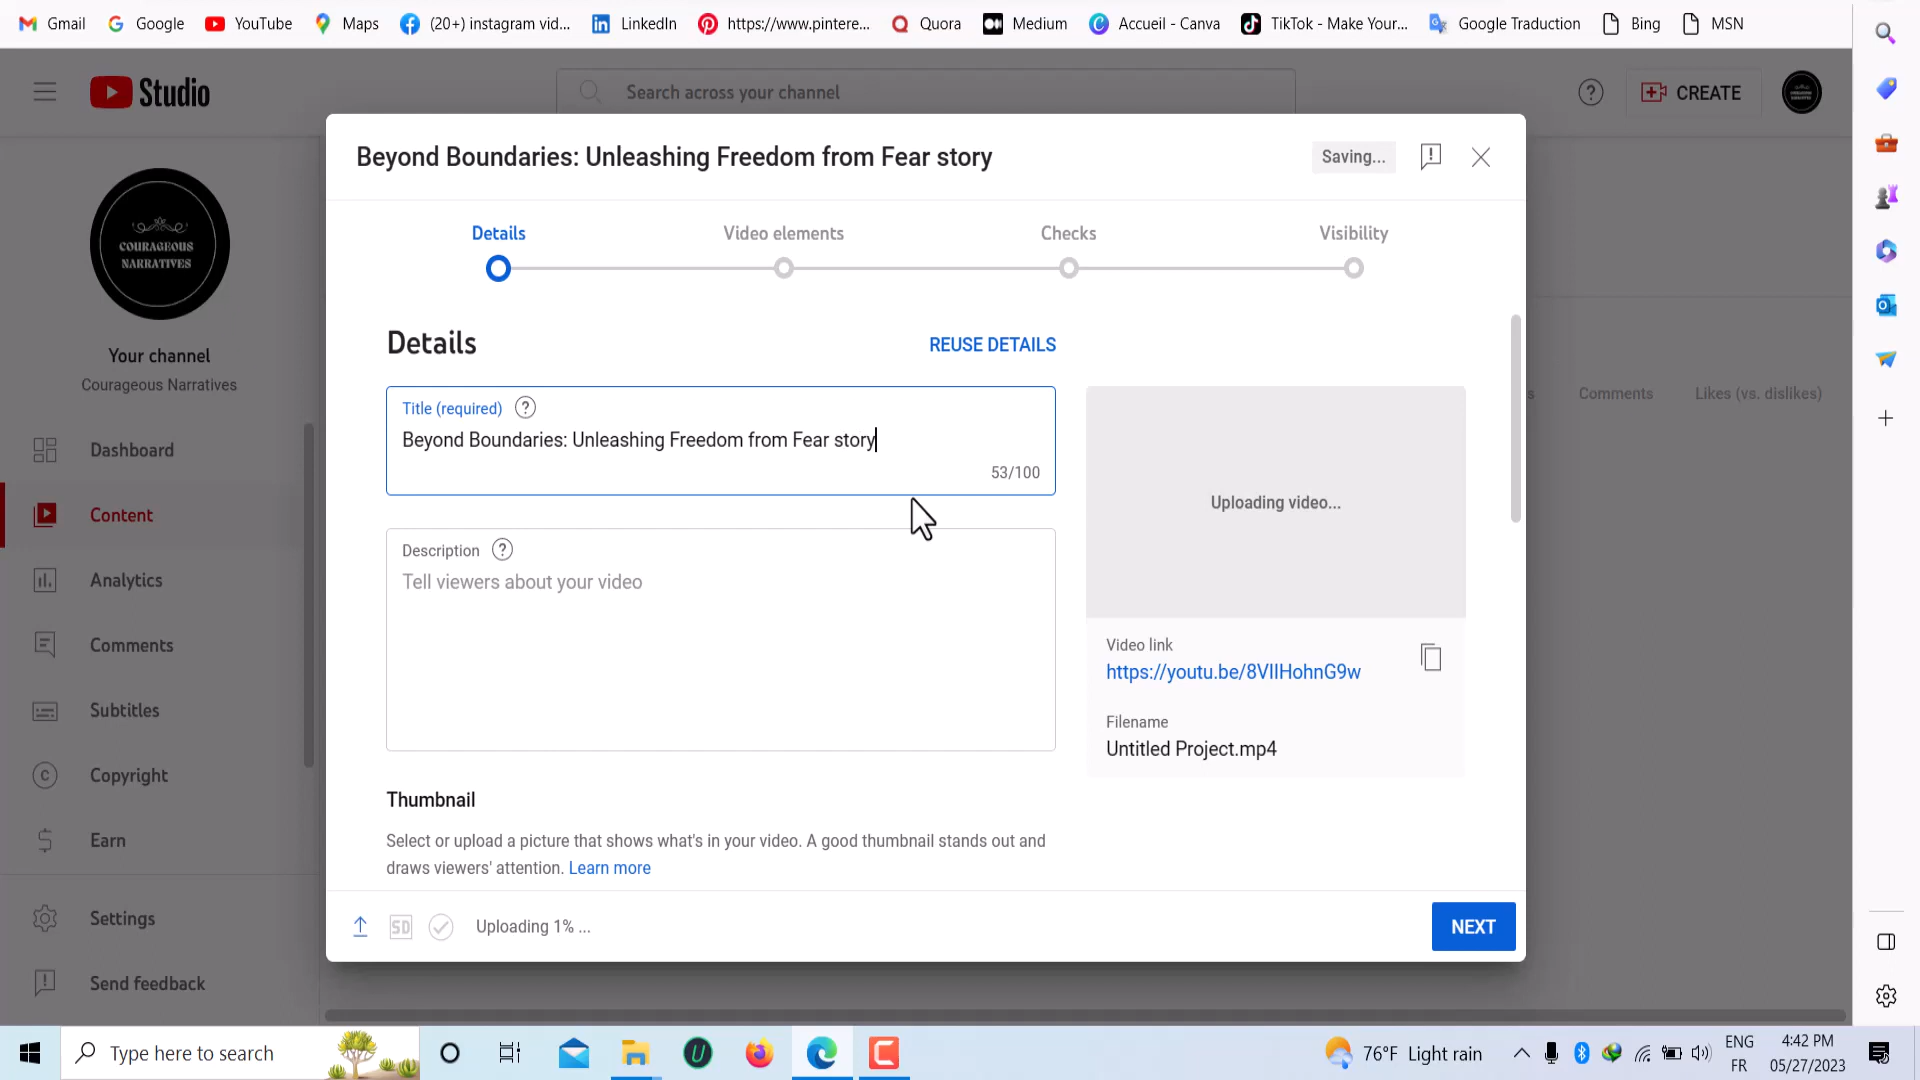 Gmail Google YouTube Maps (20+) instagram vid... LinkedIn https://www.pintere... Quora Medium Accueil - Canva TikTok - Make Your... Google Traduction Bing MSN
Studio
Search across your channel
CREATE
Beyond Boundaries: Unleashing Freedom from Fear story
Saving...
Details Video elements Checks Visibility
COURAGEOUS
NARRATIVES
Your channel
Courageous Narratives
Dashboard
Content
Analytics
Comments
Subtitles
Copyright
Earn
Settings
Send feedback
Details
REUSE DETAILS
Title (required)
Beyond Boundaries: Unleashing Freedom from Fear story
53/100
Description
Tell viewers about your video
Thumbnail
Select or upload a picture that shows what's in your video. A good thumbnail stands out and
draws viewers' attention. Learn more
Uploading video...
Video link
https://youtu.be/8VIIHohnG9w
Filename
Untitled Project.mp4
Comments Likes (vs. dislikes)
SD Uploading 1% ...
NEXT
Type here to search
76°F Light rain
ENG
FR
4:42 PM
05/27/2023